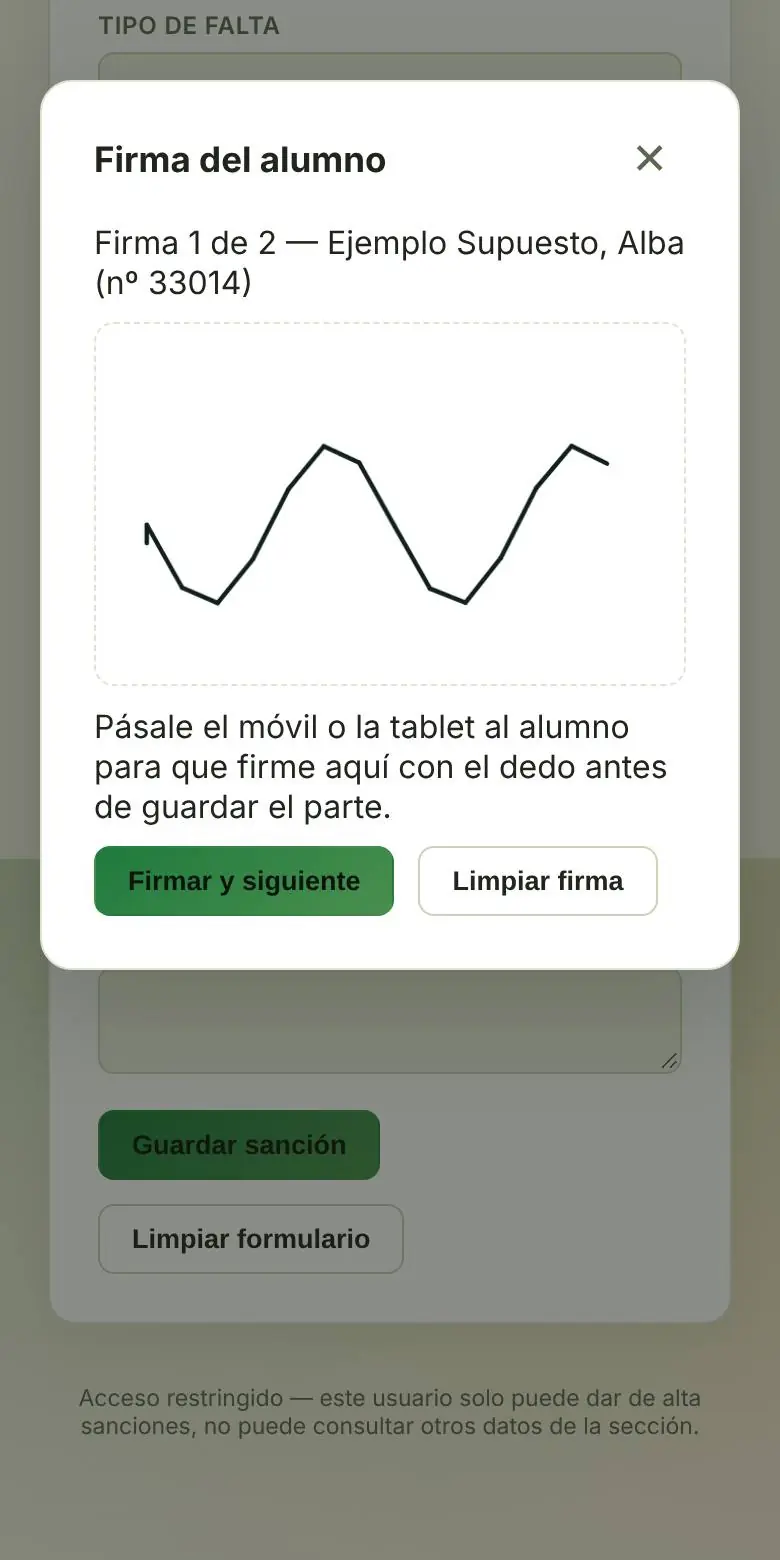 TIPO DE FALTA
Firma del alumno
Firma 1 de 2 — Ejemplo Supuesto, Alba
(nº 33014)
Pásale el móvil o la tablet al alumno
para que firme aquí con el dedo antes
de guardar el parte.
Firmar y siguiente
Limpiar firma
Guardar sanción
Limpiar formulario
Acceso restringido — este usuario solo puede dar de alta
sanciones, no puede consultar otros datos de la sección.